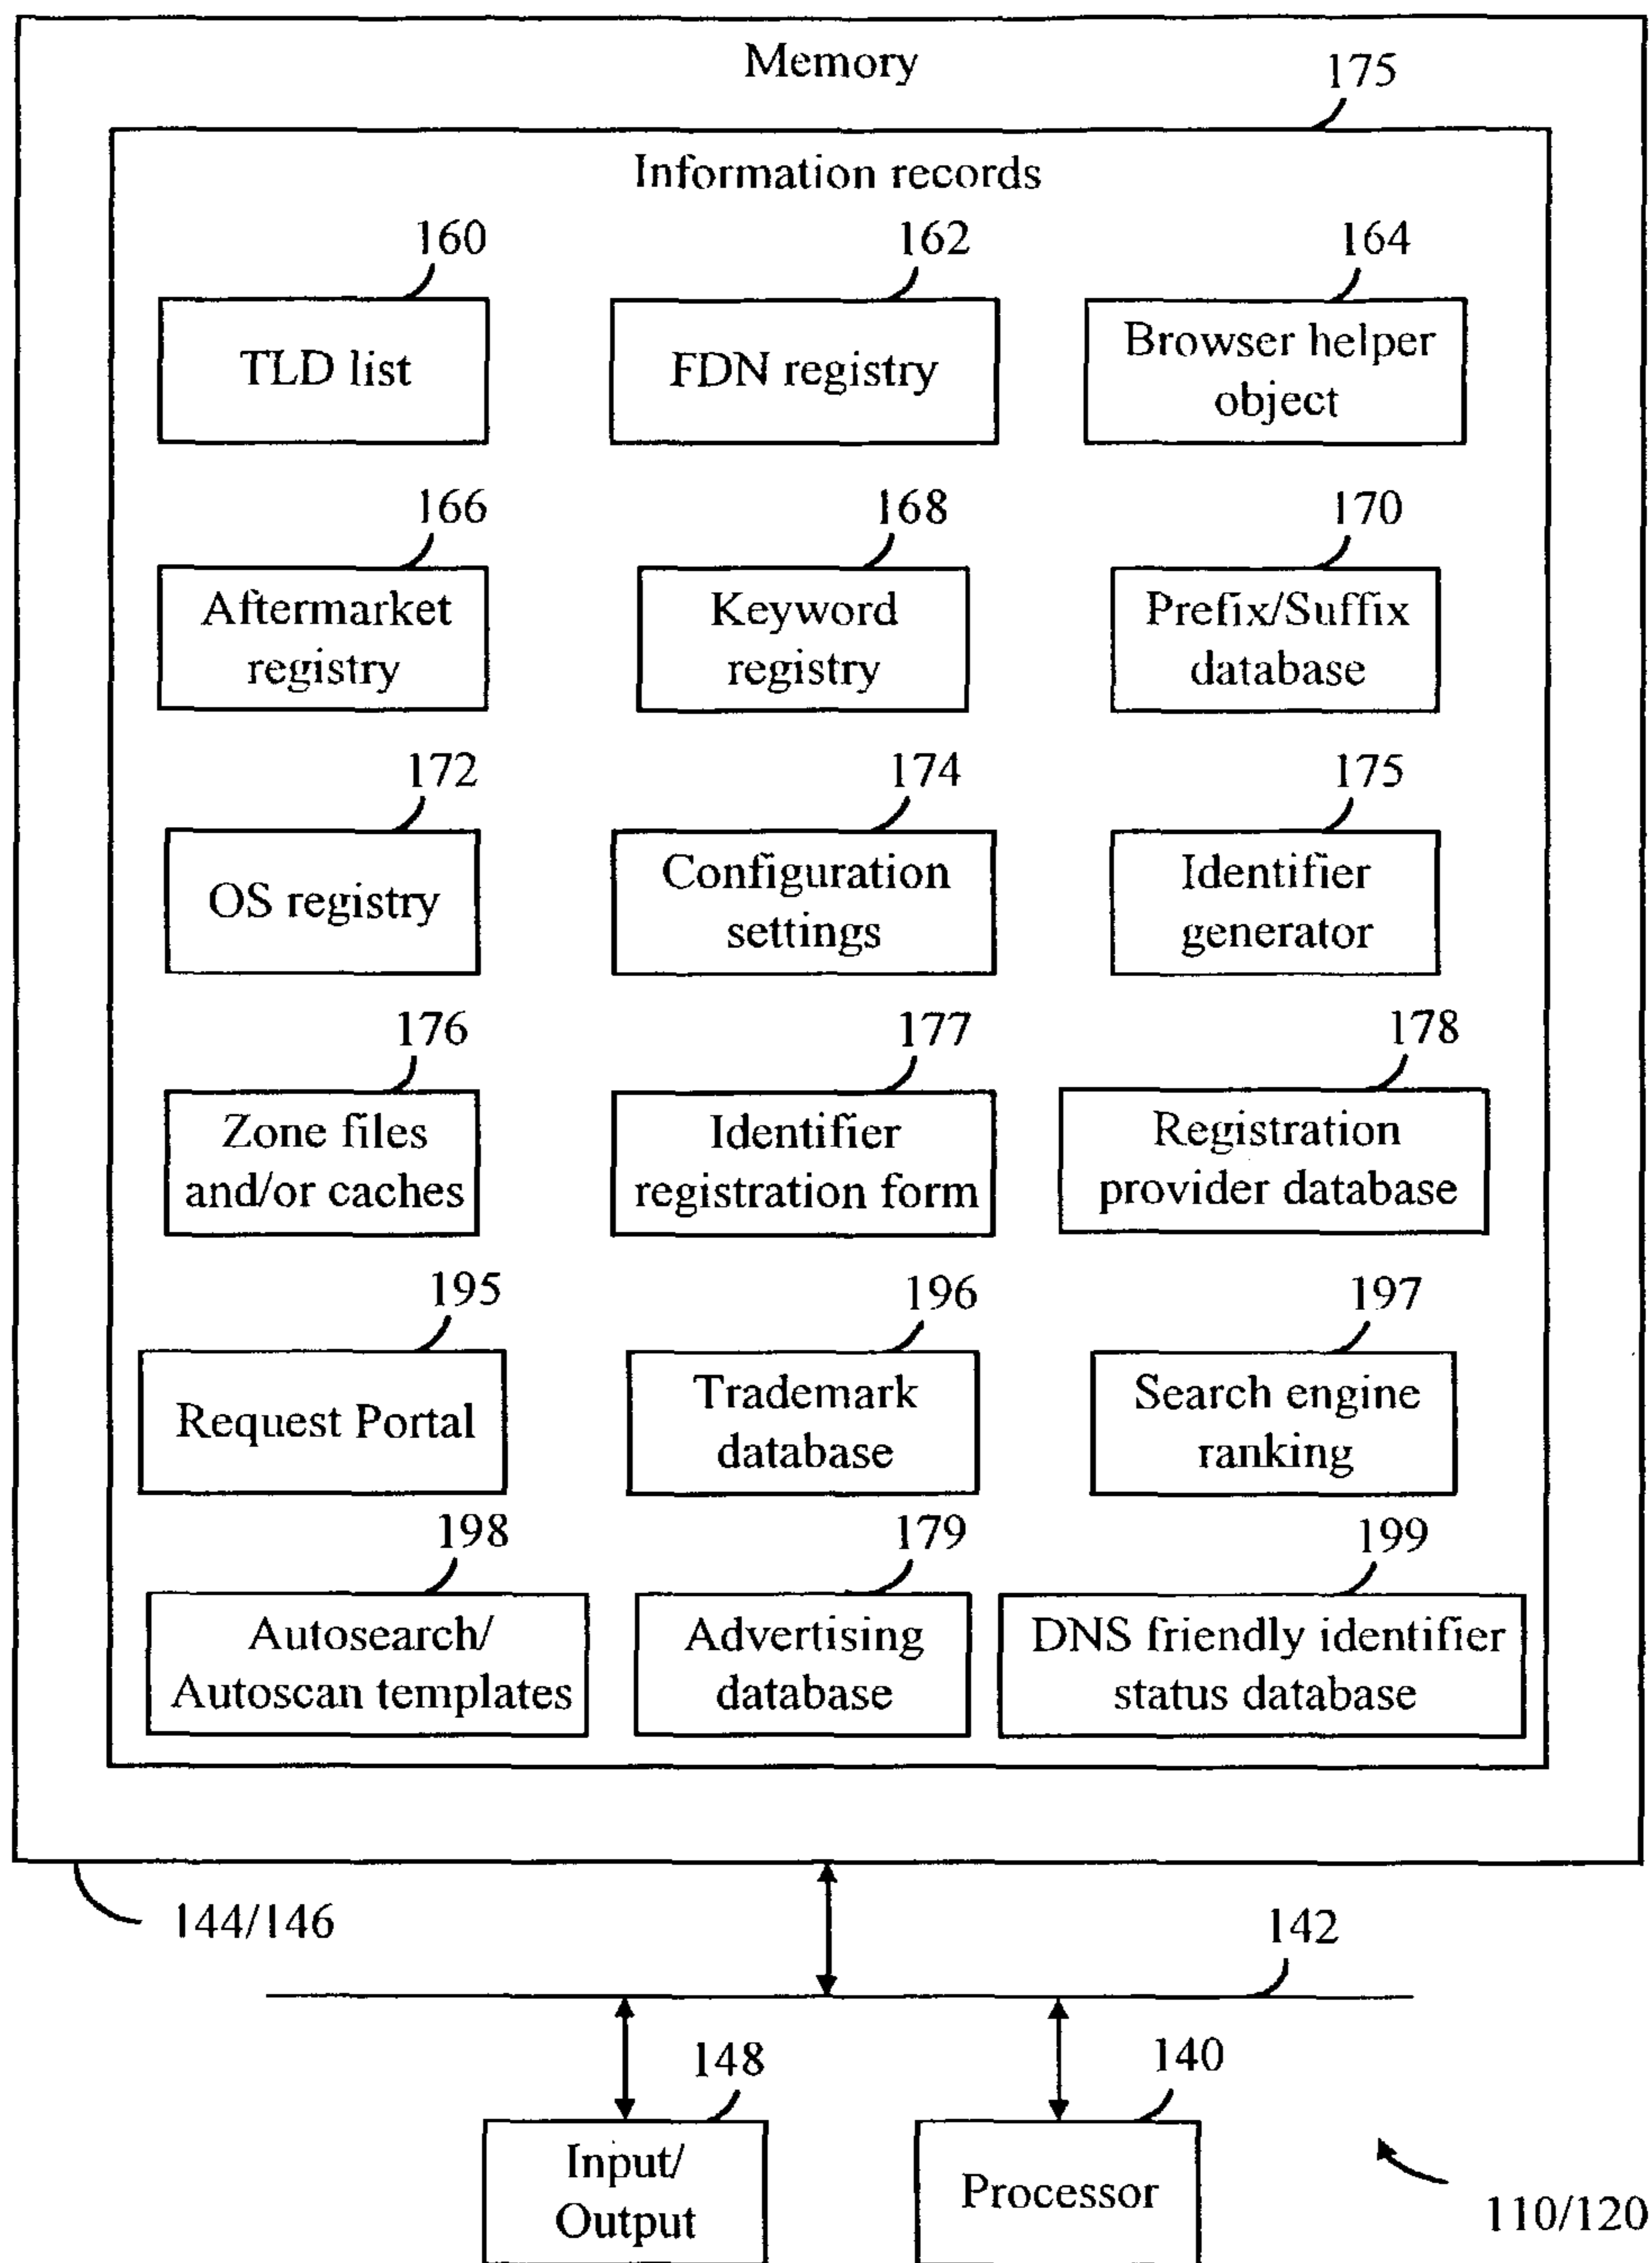 Memory
175
Information records
160
162
164
TLD list
FDN registry
Browser helper
object
166
168
170
Aftermarket
registry
Keyword
registry
Prefix/Suffix
database
172
174
175
OS registry
Configuration
settings
Identifier
generator
176
177
178
Zone files
and/or caches
Identifier
registration form
Registration
provider database
195
196
197
Request Portal
Trademark
database
Search engine
ranking
198
179
199
Autosearch/
Autoscan templates
Advertising
database
DNS friendly identifier
status database
144/146
142
148
140
Input/
Output
Processor
110/120